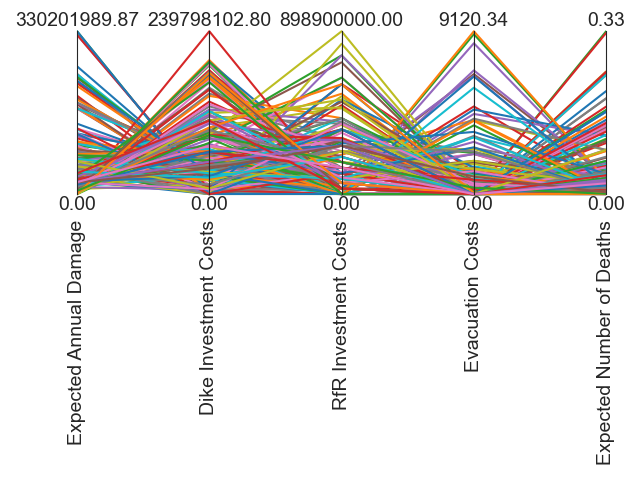 330201989.87 239798102.80 898900000.00 9120.34 0.33
0.00 0.00 0.00 0.00 0.00
Expected Annual Damage
Dike Investment Costs
RfR Investment Costs
Evacuation Costs
Expected Number of Deaths